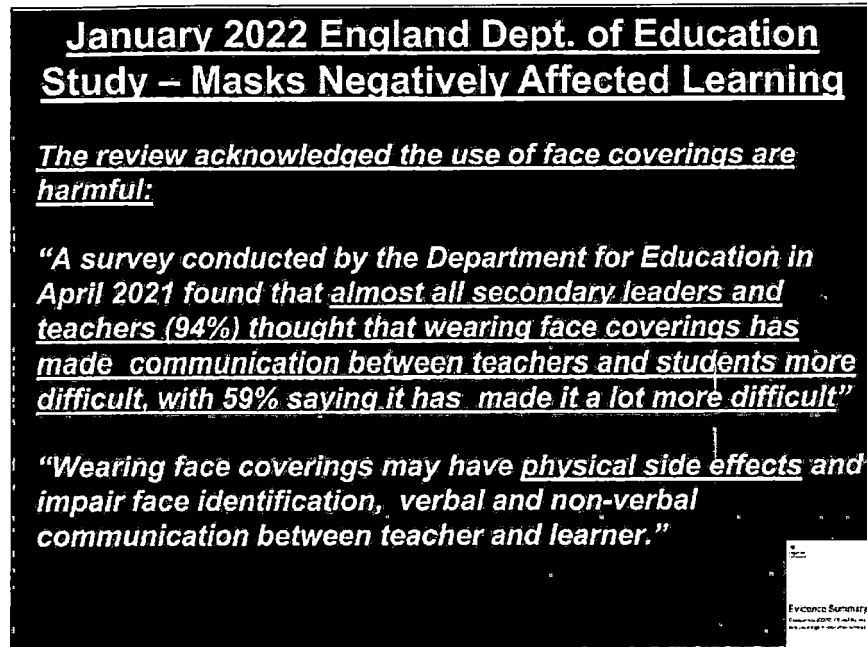 January 2022 England Dept. of Education
Study – Masks Negatively Affected Learning
The review acknowledged the use of face coverings are
harmful:
“A survey conducted by the Department for Education in
April 2021 found that almost all secondary leaders and
teachers (94%) thought that wearing face coverings has
made communication between teachers and students more
difficult, with 59% saying it has made it a lot more difficult”
“Wearing face coverings may have physical side effects and
impair face identification, verbal and non-verbal
communication between teacher and learner.”
Evidence Summary